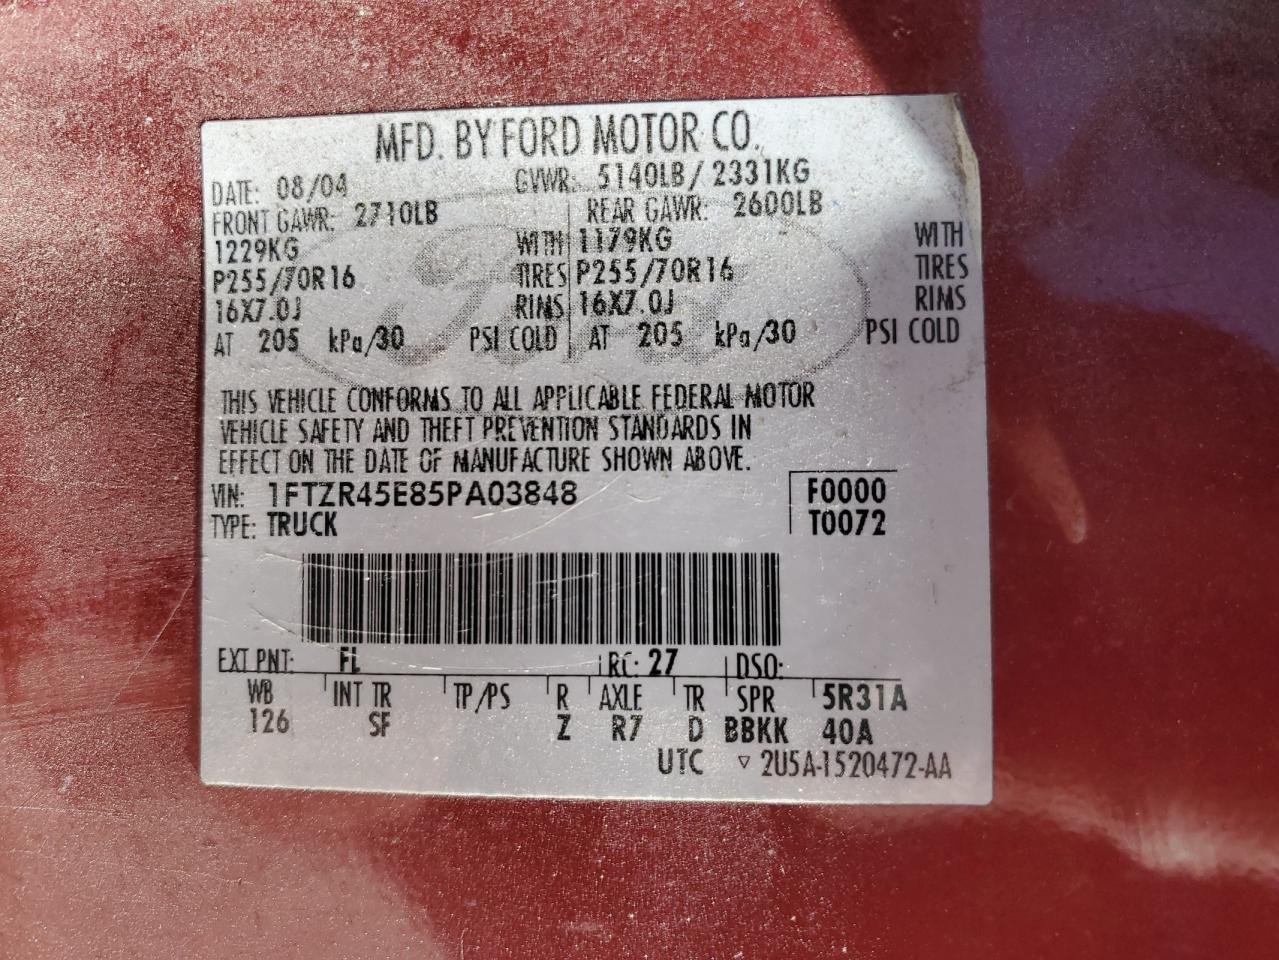 MFD. BY FORD MOTOR CO.
DATE: 08/04 GVWR: 5140LB / 2331KG
FRONT GAWR: 2710LB REAR GAWR: 2600LB
1229KG WITH 1179KG WITH
P255/70R16 TIRES P255/70R16 TIRES
16X7.0J RIMS 16X7.0J RIMS
AT 205 kPa/30 PSI COLD AT 205 kPa/30 PSI COLD
THIS VEHICLE CONFORMS TO ALL APPLICABLE FEDERAL MOTOR
VEHICLE SAFETY AND THEFT PREVENTION STANDARDS IN
EFFECT ON THE DATE OF MANUFACTURE SHOWN ABOVE.
VIN: 1FTZR45E85PA03848 F0000
TYPE: TRUCK T0072
EXT PNT: FL RC: 27 DSO:
WB INT TR TP/PS R AXLE TR SPR 5R31A
126 SF Z R7 D BBKK 40A
UTC ▽ 2U5A-1520472-AA